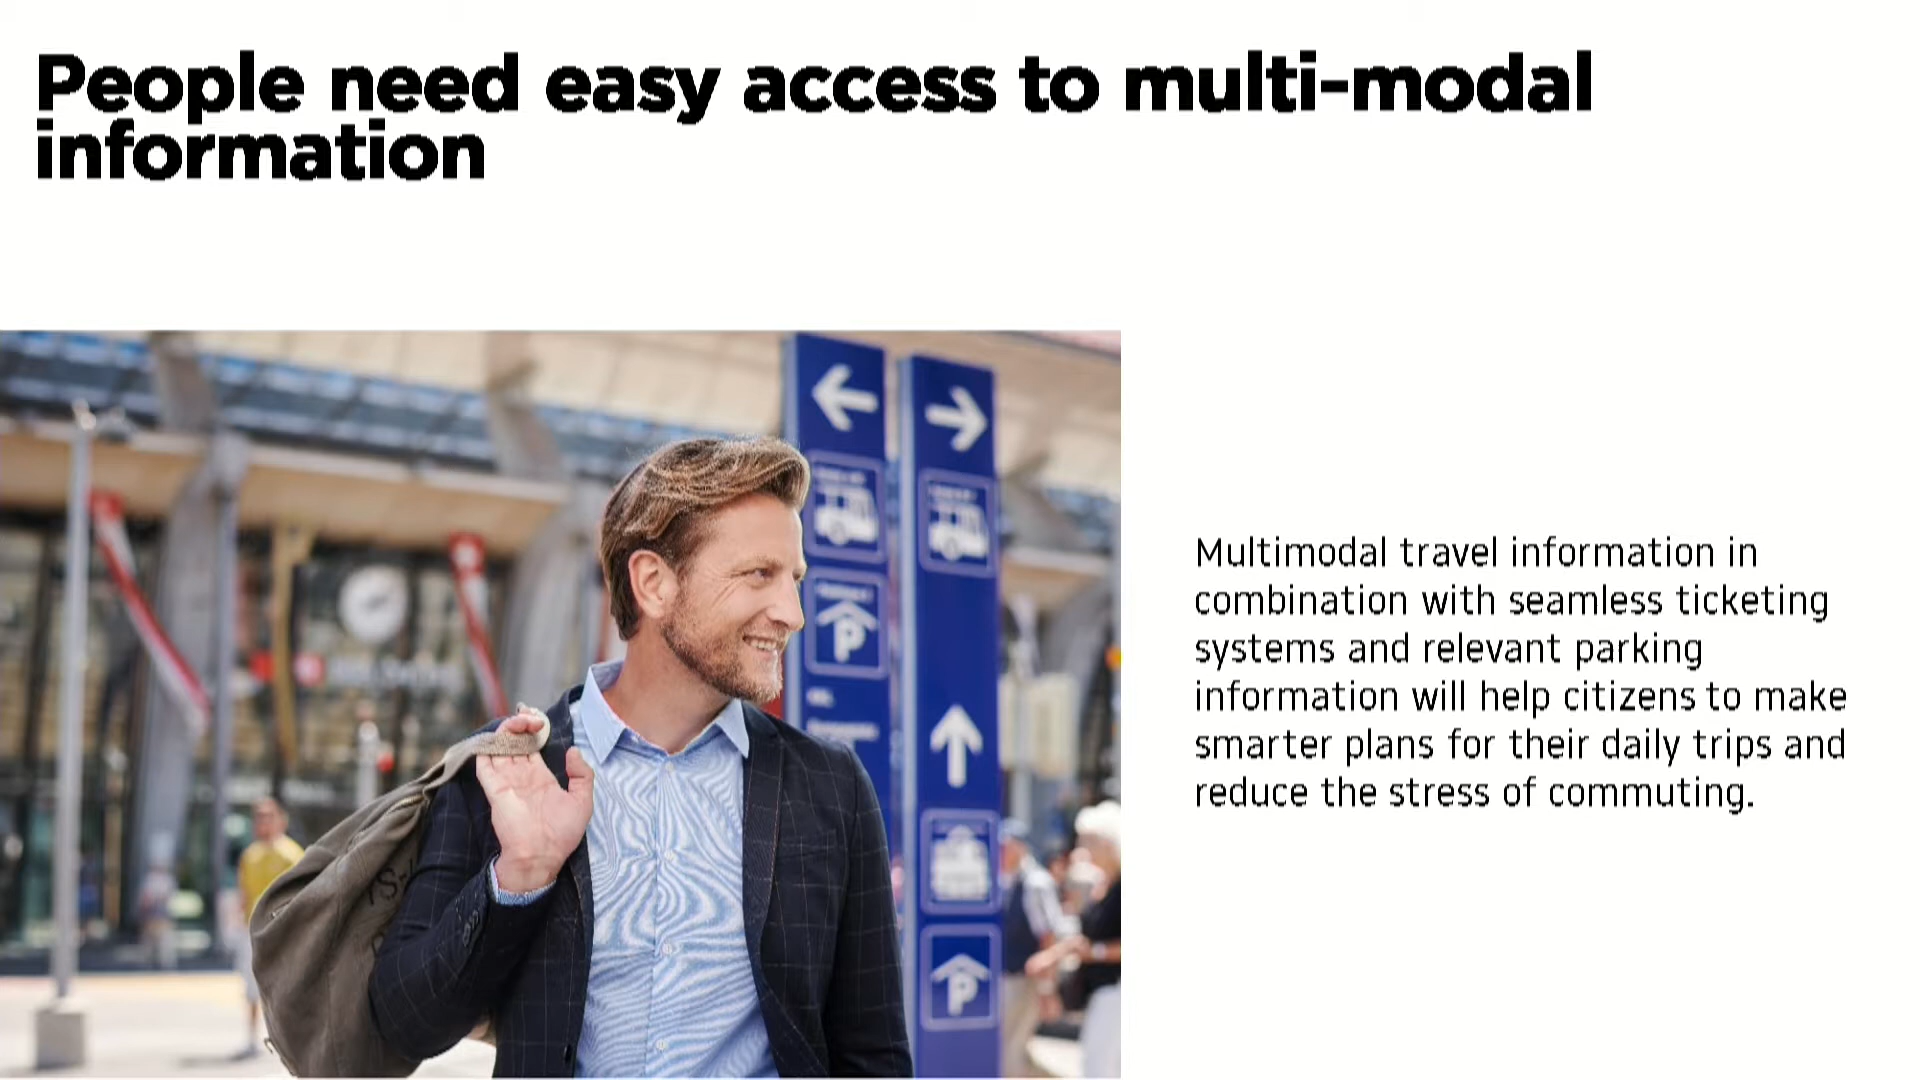 People need easy access to multi-modal
information
Multimodal travel information in
combination with seamless ticketing
systems and relevant parking
information will help citizens to make
smarter plans for their daily trips and
reduce the stress of commuting.
P
P